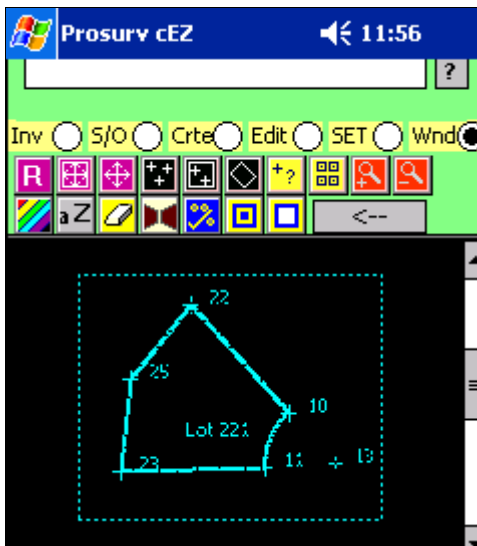 Prosurv cEZ 11:56
?
Inv S/O Crte Edit SET Wnd
R +?
aZ <--
22
25
10
Lot 221
23 11 13